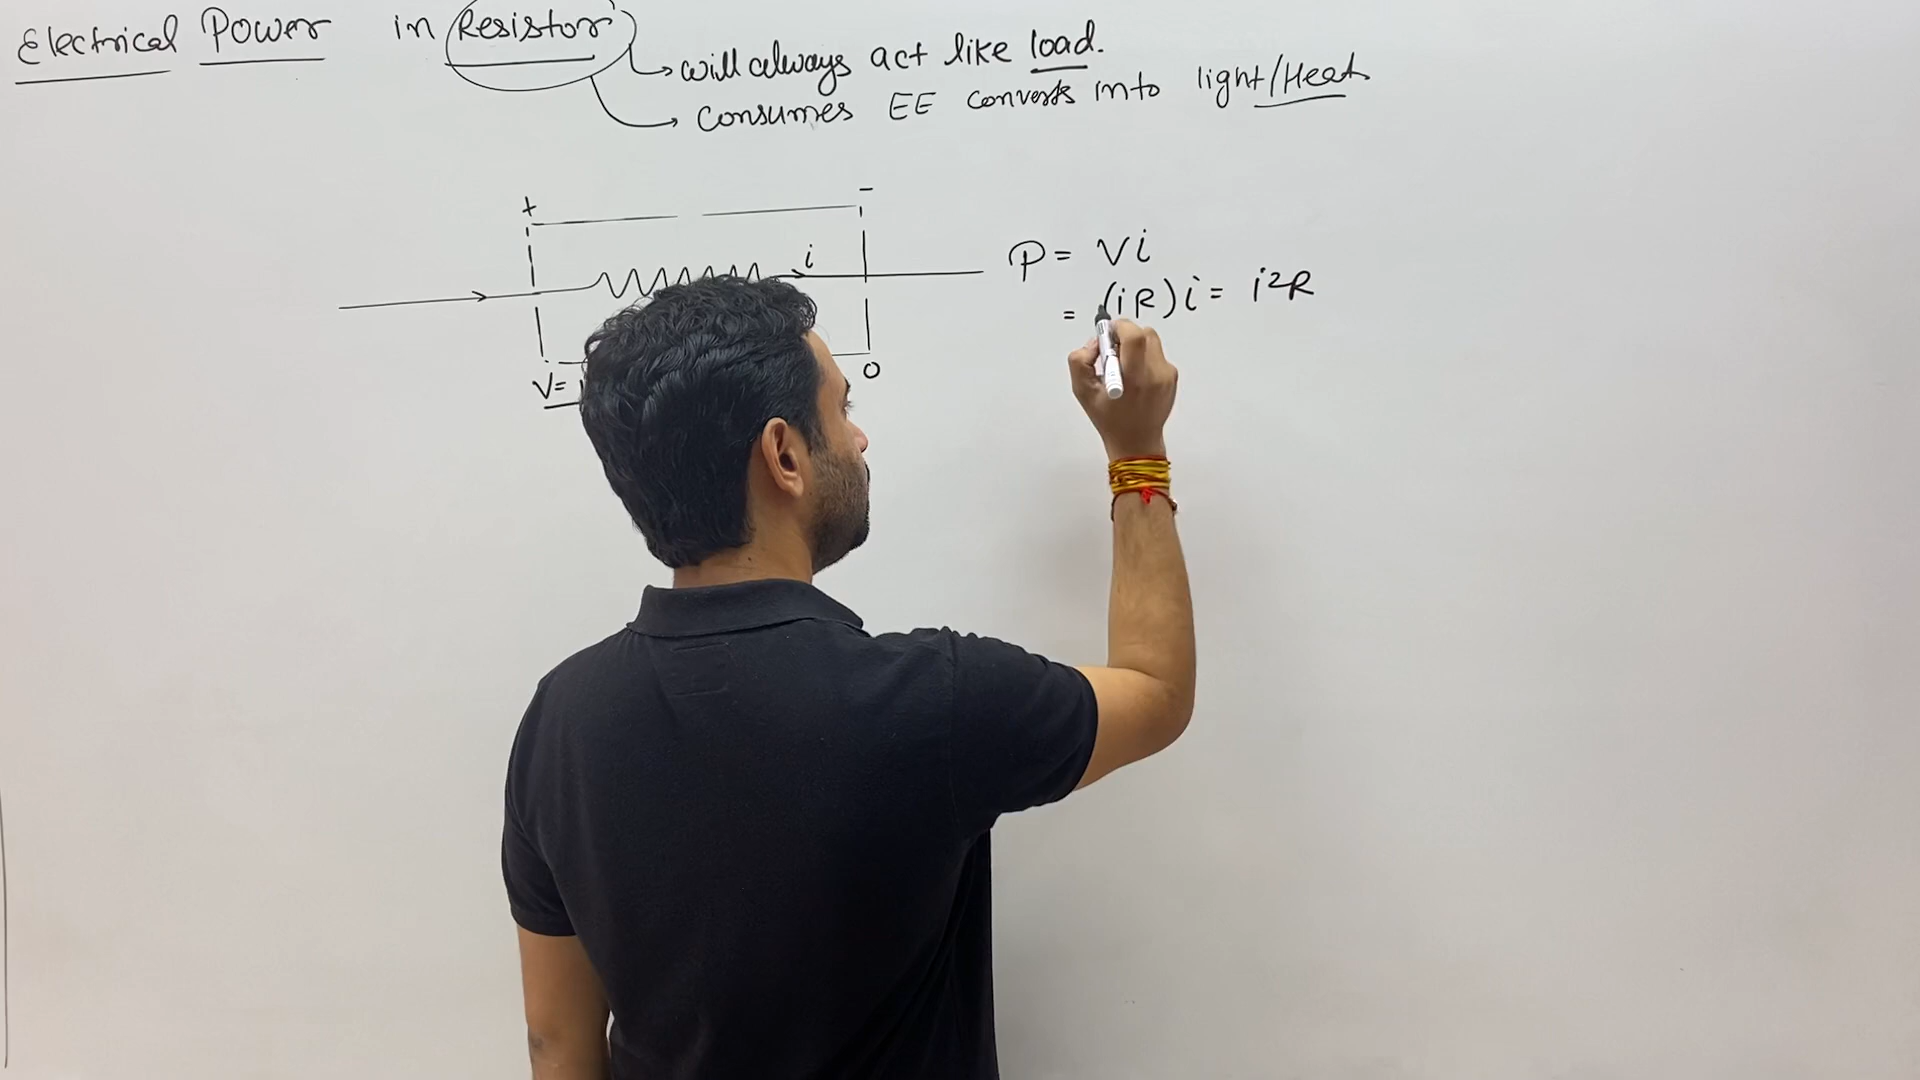 Electrical Power in Resistor
→ will always act like load.
→ consumes EE converts into light/Heat
+ -
i
V= 0
P = Vi
= (iR)i = i²R